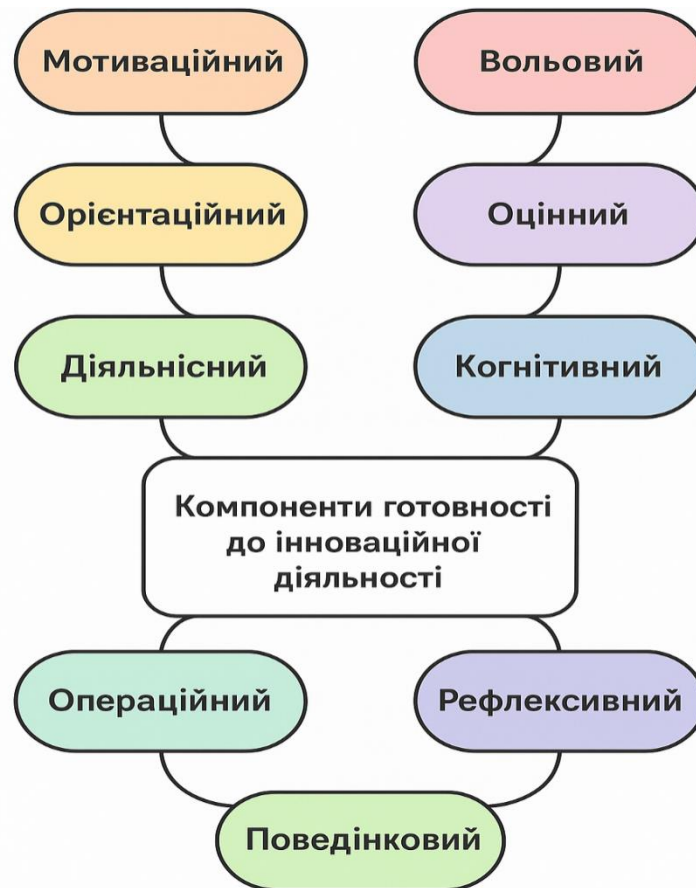 Мотиваційний
Вольовий
Орієнтаційний
Оцінний
Діяльнісний
Когнітивний
Компоненти готовності
до інноваційної
діяльності
Операційний
Рефлексивний
Поведінковий